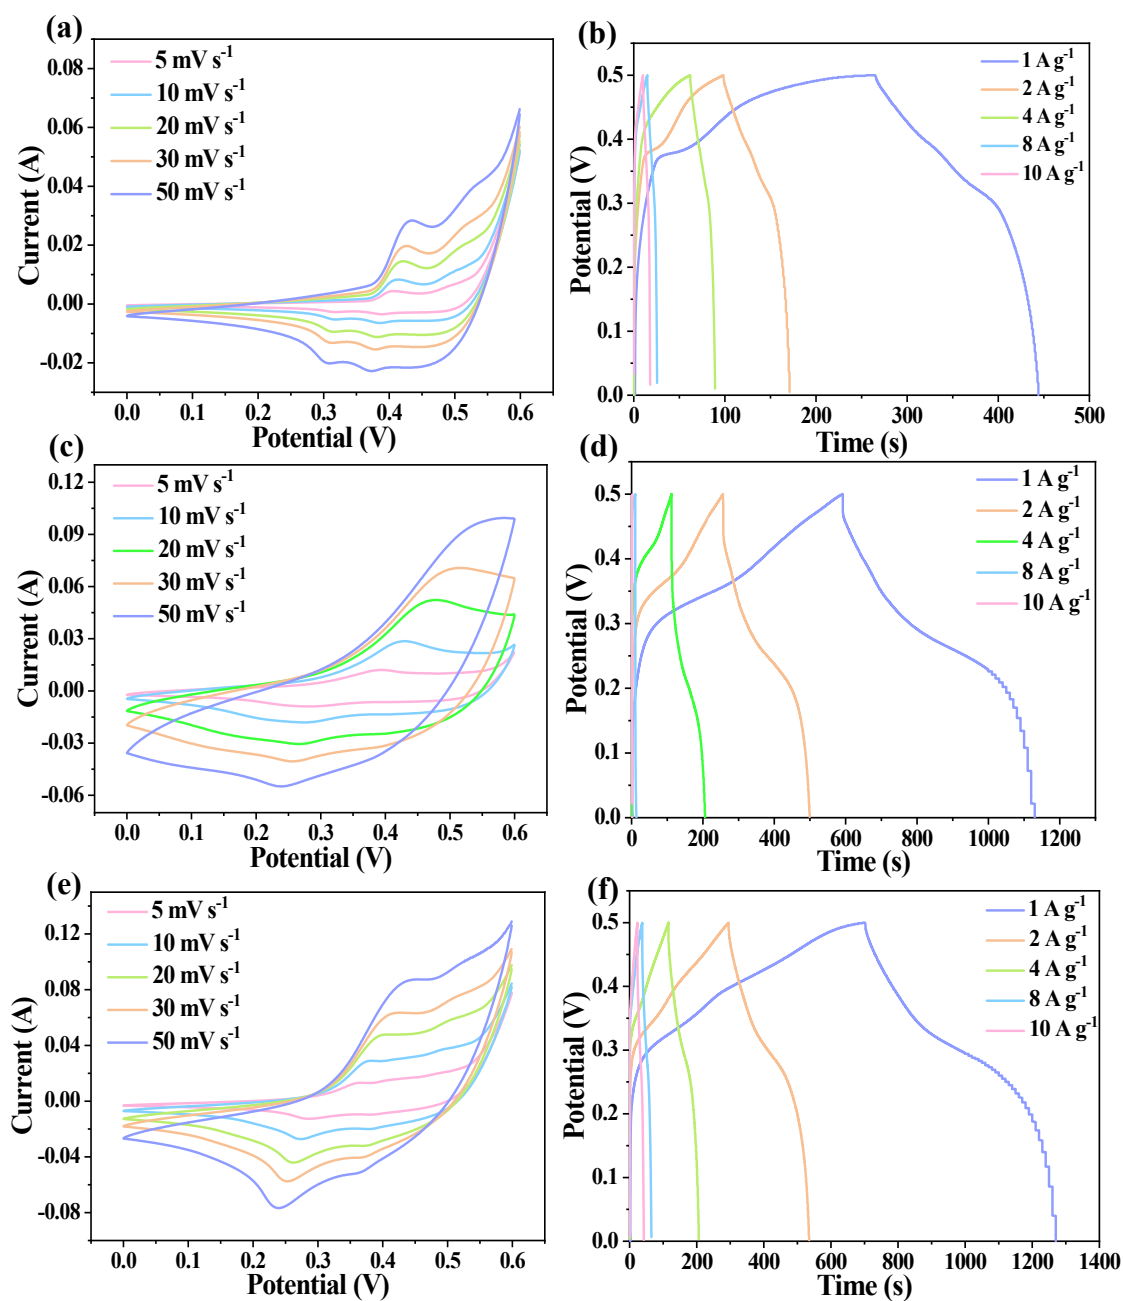 (a)
5 mV s⁻¹
10 mV s⁻¹
20 mV s⁻¹
30 mV s⁻¹
50 mV s⁻¹
0.08
0.06
0.04
0.02
0.00
-0.02
Current (A)
0.0 0.1 0.2 0.3 0.4 0.5 0.6
Potential (V)
(b)
1 A g⁻¹
2 A g⁻¹
4 A g⁻¹
8 A g⁻¹
10 A g⁻¹
0.5
0.4
0.3
0.2
0.1
0.0
Potential (V)
0 100 200 300 400 500
Time (s)
(c)
5 mV s⁻¹
10 mV s⁻¹
20 mV s⁻¹
30 mV s⁻¹
50 mV s⁻¹
0.12
0.09
0.06
0.03
0.00
-0.03
-0.06
Current (A)
0.0 0.1 0.2 0.3 0.4 0.5 0.6
Potential (V)
(d)
1 A g⁻¹
2 A g⁻¹
4 A g⁻¹
8 A g⁻¹
10 A g⁻¹
0.5
0.4
0.3
0.2
0.1
0.0
Potential (V)
0 200 400 600 800 1000 1200
Time (s)
(e)
5 mV s⁻¹
10 mV s⁻¹
20 mV s⁻¹
30 mV s⁻¹
50 mV s⁻¹
0.12
0.08
0.04
0.00
-0.04
-0.08
Current (A)
0.0 0.1 0.2 0.3 0.4 0.5 0.6
Potential (V)
(f)
1 A g⁻¹
2 A g⁻¹
4 A g⁻¹
8 A g⁻¹
10 A g⁻¹
0.5
0.4
0.3
0.2
0.1
0.0
Potential (V)
0 200 400 600 800 1000 1200 1400
Time (s)